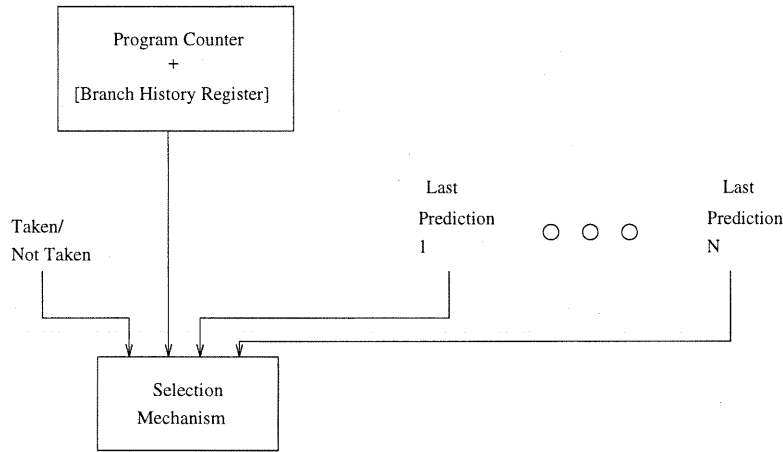 Program Counter
+
[Branch History Register]
Taken/
Not Taken
Last
Prediction
1
Last
Prediction
N
Selection
Mechanism